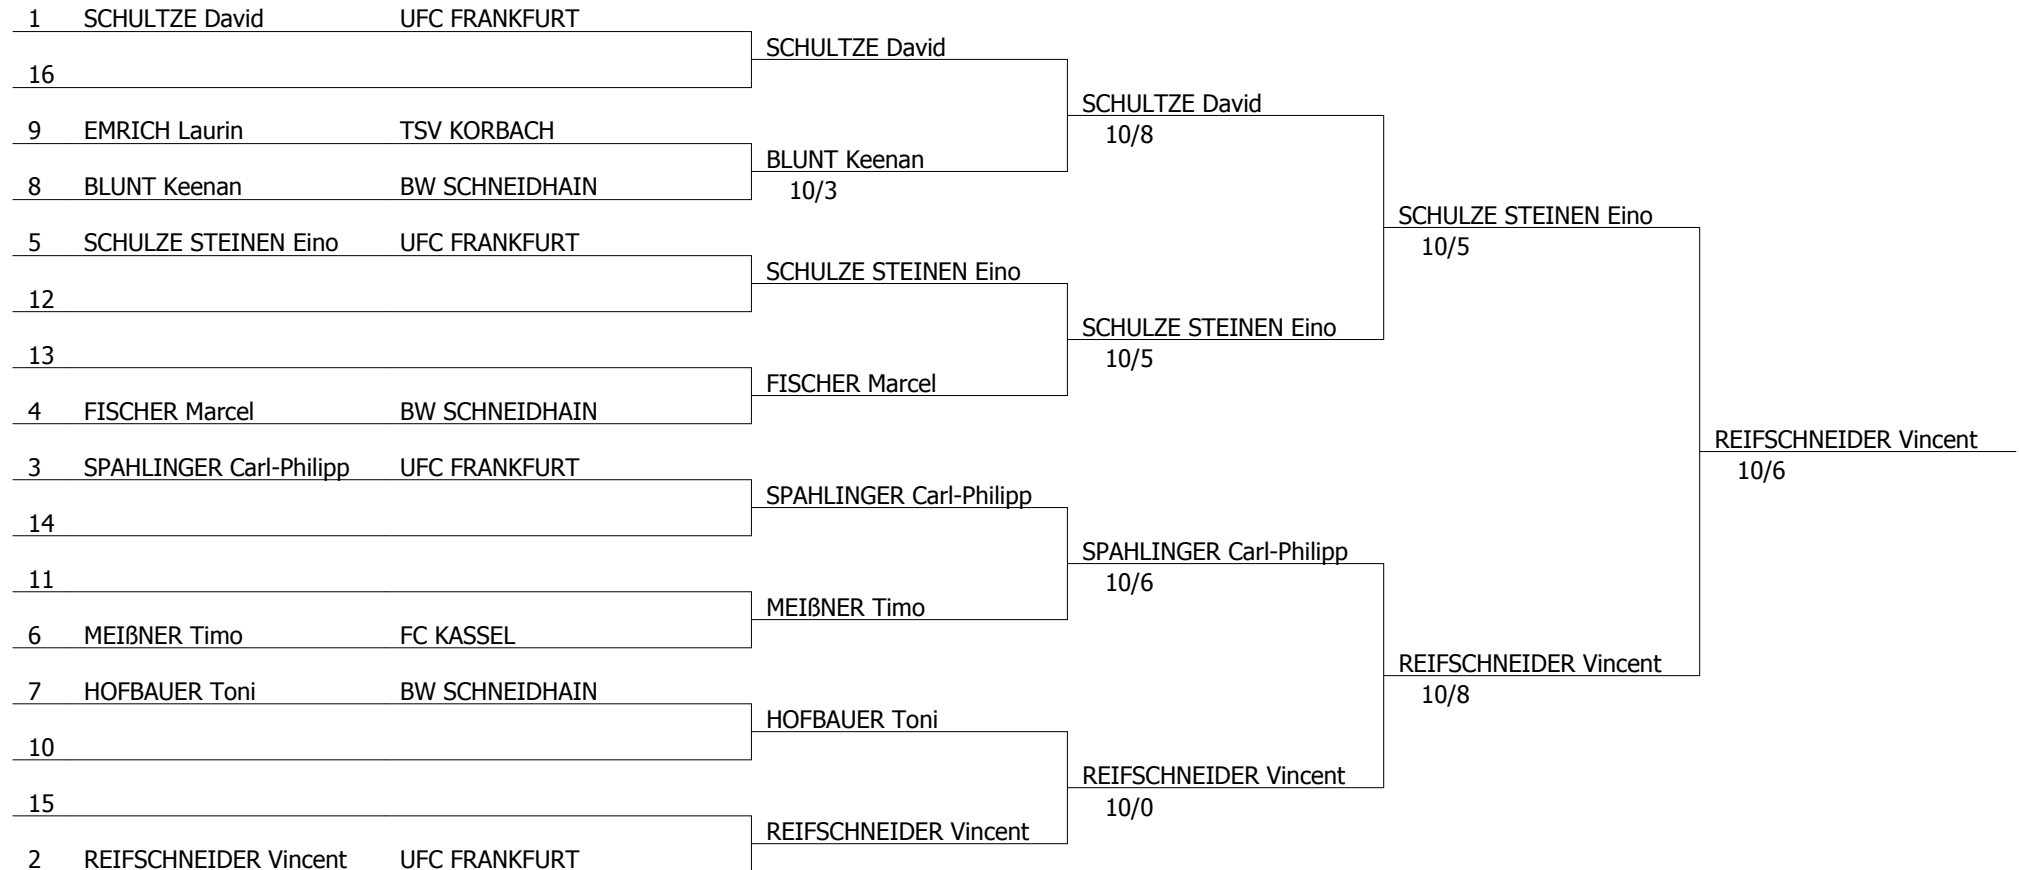 1 SCHULTZE David UFC FRANKFURT
SCHULTZE David
16
SCHULTZE David
10/8
9 EMRICH Laurin TSV KORBACH
BLUNT Keenan
10/3
8 BLUNT Keenan BW SCHNEIDHAIN
SCHULZE STEINEN Eino
10/5
5 SCHULZE STEINEN Eino UFC FRANKFURT
SCHULZE STEINEN Eino
12
SCHULZE STEINEN Eino
10/5
13
FISCHER Marcel
4 FISCHER Marcel BW SCHNEIDHAIN
REIFSCHNEIDER Vincent
10/6
3 SPAHLINGER Carl-Philipp UFC FRANKFURT
SPAHLINGER Carl-Philipp
14
SPAHLINGER Carl-Philipp
10/6
11
MEIßNER Timo
6 MEIßNER Timo FC KASSEL
REIFSCHNEIDER Vincent
10/8
7 HOFBAUER Toni BW SCHNEIDHAIN
HOFBAUER Toni
10
REIFSCHNEIDER Vincent
10/0
15
REIFSCHNEIDER Vincent
2 REIFSCHNEIDER Vincent UFC FRANKFURT